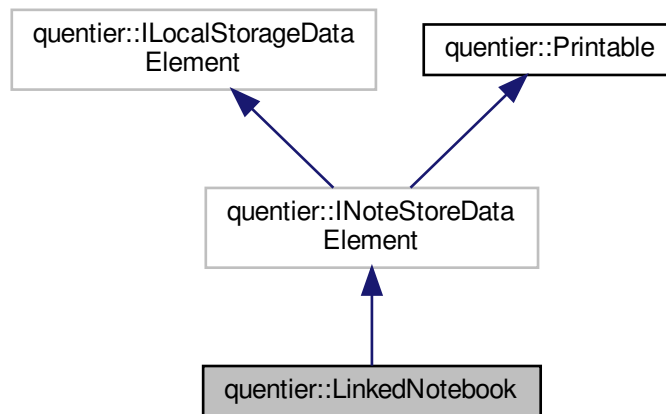 quentier::ILocalStorageData
Element
quentier::Printable
quentier::INoteStoreData
Element
quentier::LinkedNotebook